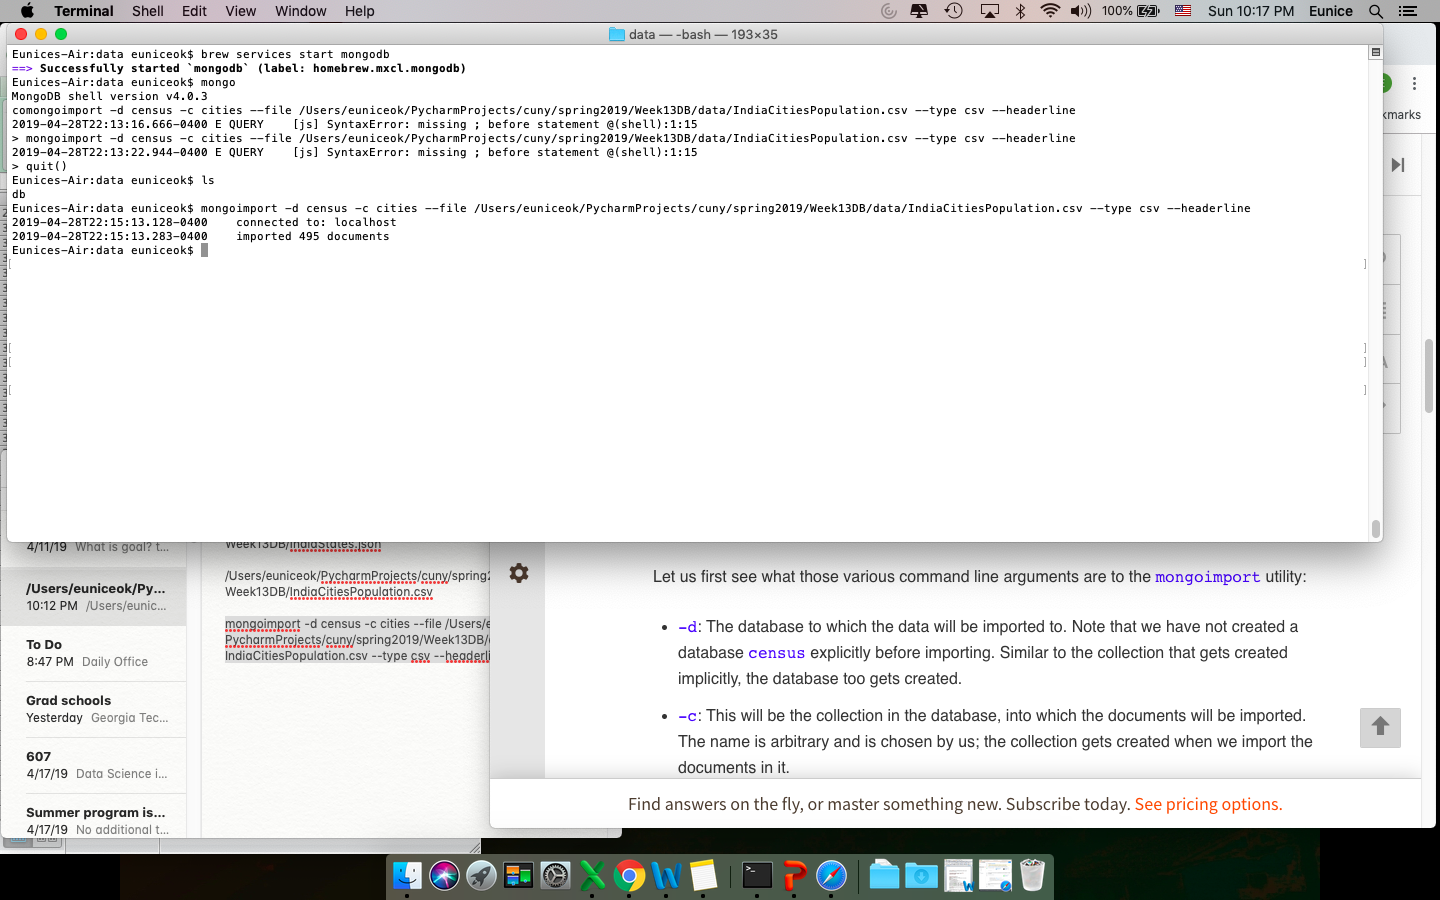 Terminal Shell Edit View Window Help 100% Sun 10:17 PM Eunice
data — -bash — 193×35
Eunices-Air:data euniceok$ brew services start mongodb
==> Successfully started `mongodb` (label: homebrew.mxcl.mongodb)
Eunices-Air:data euniceok$ mongo
MongoDB shell version v4.0.3
comongoimport -d census -c cities --file /Users/euniceok/PycharmProjects/cuny/spring2019/Week13DB/data/IndiaCitiesPopulation.csv --type csv --headerline
2019-04-28T22:13:16.666-0400 E QUERY    [js] SyntaxError: missing ; before statement @(shell):1:15
> mongoimport -d census -c cities --file /Users/euniceok/PycharmProjects/cuny/spring2019/Week13DB/data/IndiaCitiesPopulation.csv --type csv --headerline
2019-04-28T22:13:22.944-0400 E QUERY    [js] SyntaxError: missing ; before statement @(shell):1:15
> quit()
Eunices-Air:data euniceok$ ls
db
Eunices-Air:data euniceok$ mongoimport -d census -c cities --file /Users/euniceok/PycharmProjects/cuny/spring2019/Week13DB/data/IndiaCitiesPopulation.csv --type csv --headerline
2019-04-28T22:15:13.128-0400    connected to: localhost
2019-04-28T22:15:13.283-0400    imported 495 documents
Eunices-Air:data euniceok$
kmarks
4/11/19 What is goal? t...
/Users/euniceok/Py...
10:12 PM /Users/eunic...
To Do
8:47 PM Daily Office
Grad schools
Yesterday Georgia Tec...
607
4/17/19 Data Science i...
Summer program is...
4/17/19 No additional t...
Week13DB/IndiaStates.json
/Users/euniceok/PycharmProjects/cuny/spring2
Week13DB/IndiaCitiesPopulation.csv
mongoimport -d census -c cities --file /Users/e
PycharmProjects/cuny/spring2019/Week13DB/
IndiaCitiesPopulation.csv --type csv --headerli
Let us first see what those various command line arguments are to the mongoimport utility:
• -d: The database to which the data will be imported to. Note that we have not created a
database census explicitly before importing. Similar to the collection that gets created
implicitly, the database too gets created.
• -c: This will be the collection in the database, into which the documents will be imported.
The name is arbitrary and is chosen by us; the collection gets created when we import the
documents in it.
Find answers on the fly, or master something new. Subscribe today. See pricing options.